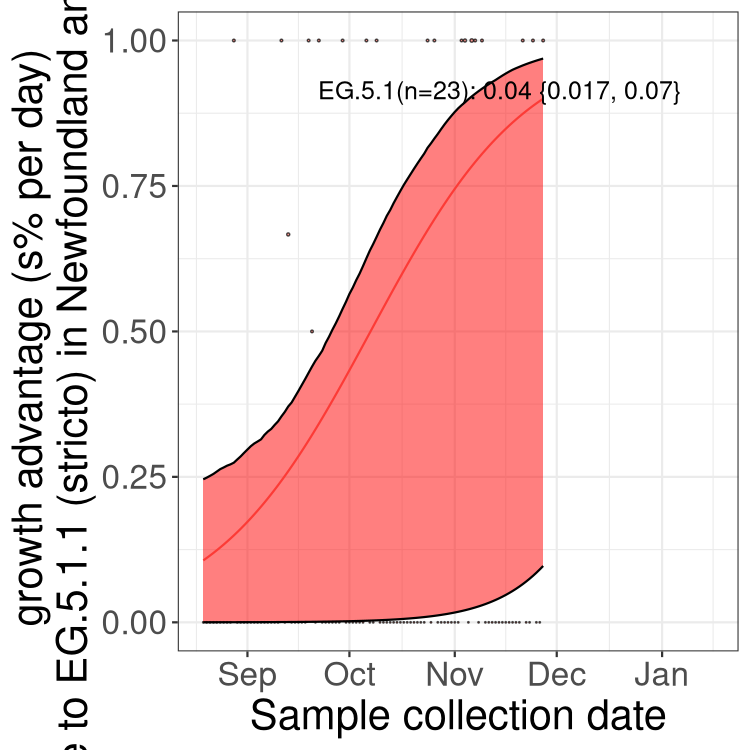 growth advantage (s% per day)
to EG.5.1.1 (stricto) in Newfoundland
1.00
0.75
0.50
0.25
0.00
EG.5.1(n=23): 0.04 {0.017, 0.07}
Sep Oct Nov Dec Jan
Sample collection date